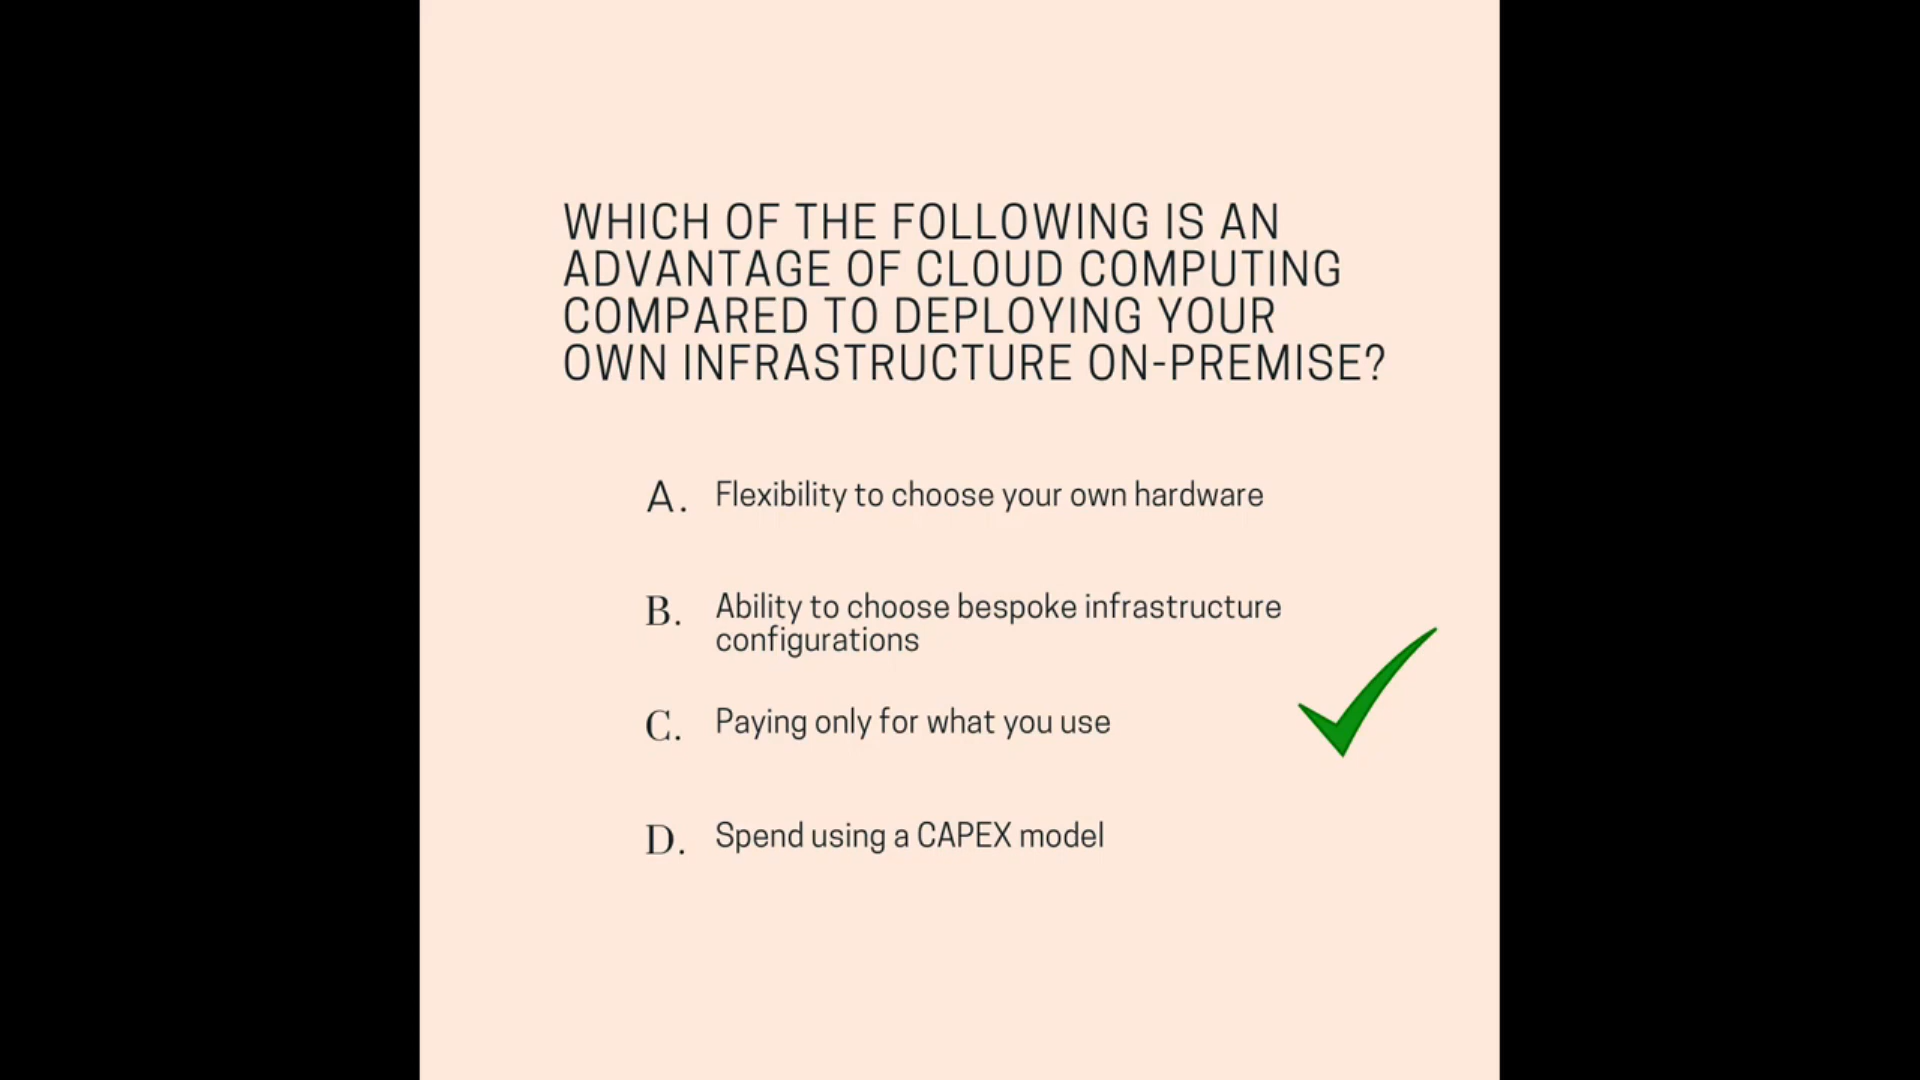 WHICH OF THE FOLLOWING IS AN
ADVANTAGE OF CLOUD COMPUTING
COMPARED TO DEPLOYING YOUR
OWN INFRASTRUCTURE ON-PREMISE?
A. Flexibility to choose your own hardware
B. Ability to choose bespoke infrastructure
configurations
C. Paying only for what you use
D. Spend using a CAPEX model